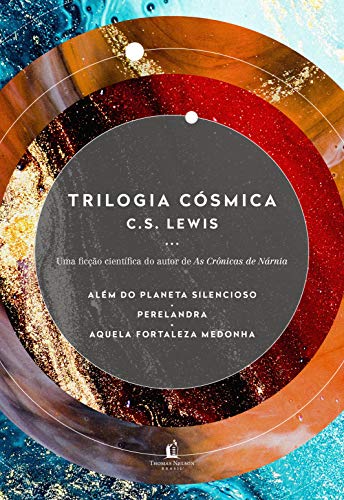 TRILOGIA CÓSMICA
C.S. LEWIS
...
Uma ficção científica do autor de As Crônicas de Nárnia
ALÉM DO PLANETA SILENCIOSO
PERELANDRA
AQUELA FORTALEZA MEDONHA
THOMAS NELSON
BRASIL